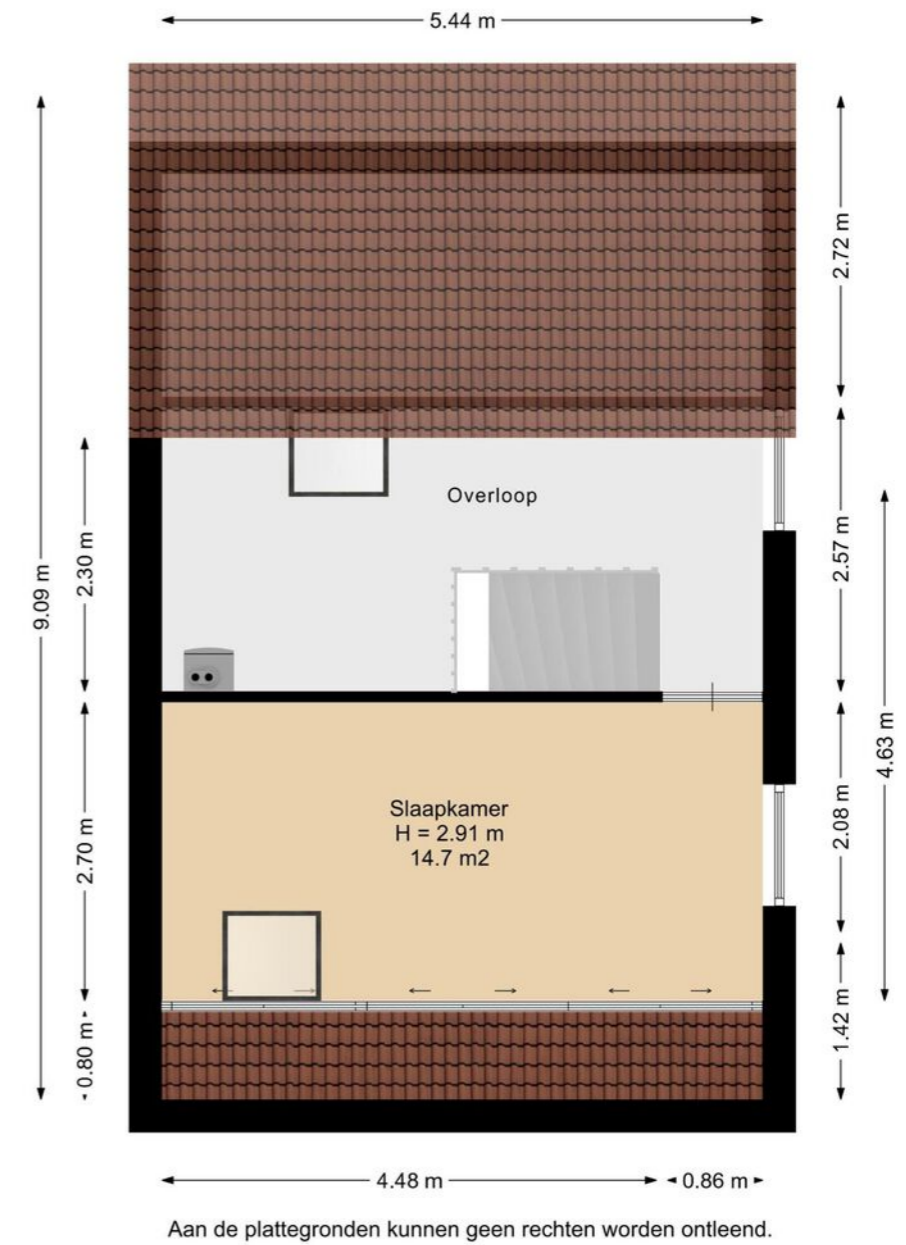 5.44 m
2.72 m
9.09 m
2.30 m
Overloop
2.57 m
4.63 m
2.70 m
Slaapkamer
H = 2.91 m
14.7 m2
2.08 m
0.80 m
1.42 m
4.48 m
0.86 m
Aan de plattegronden kunnen geen rechten worden ontleend.